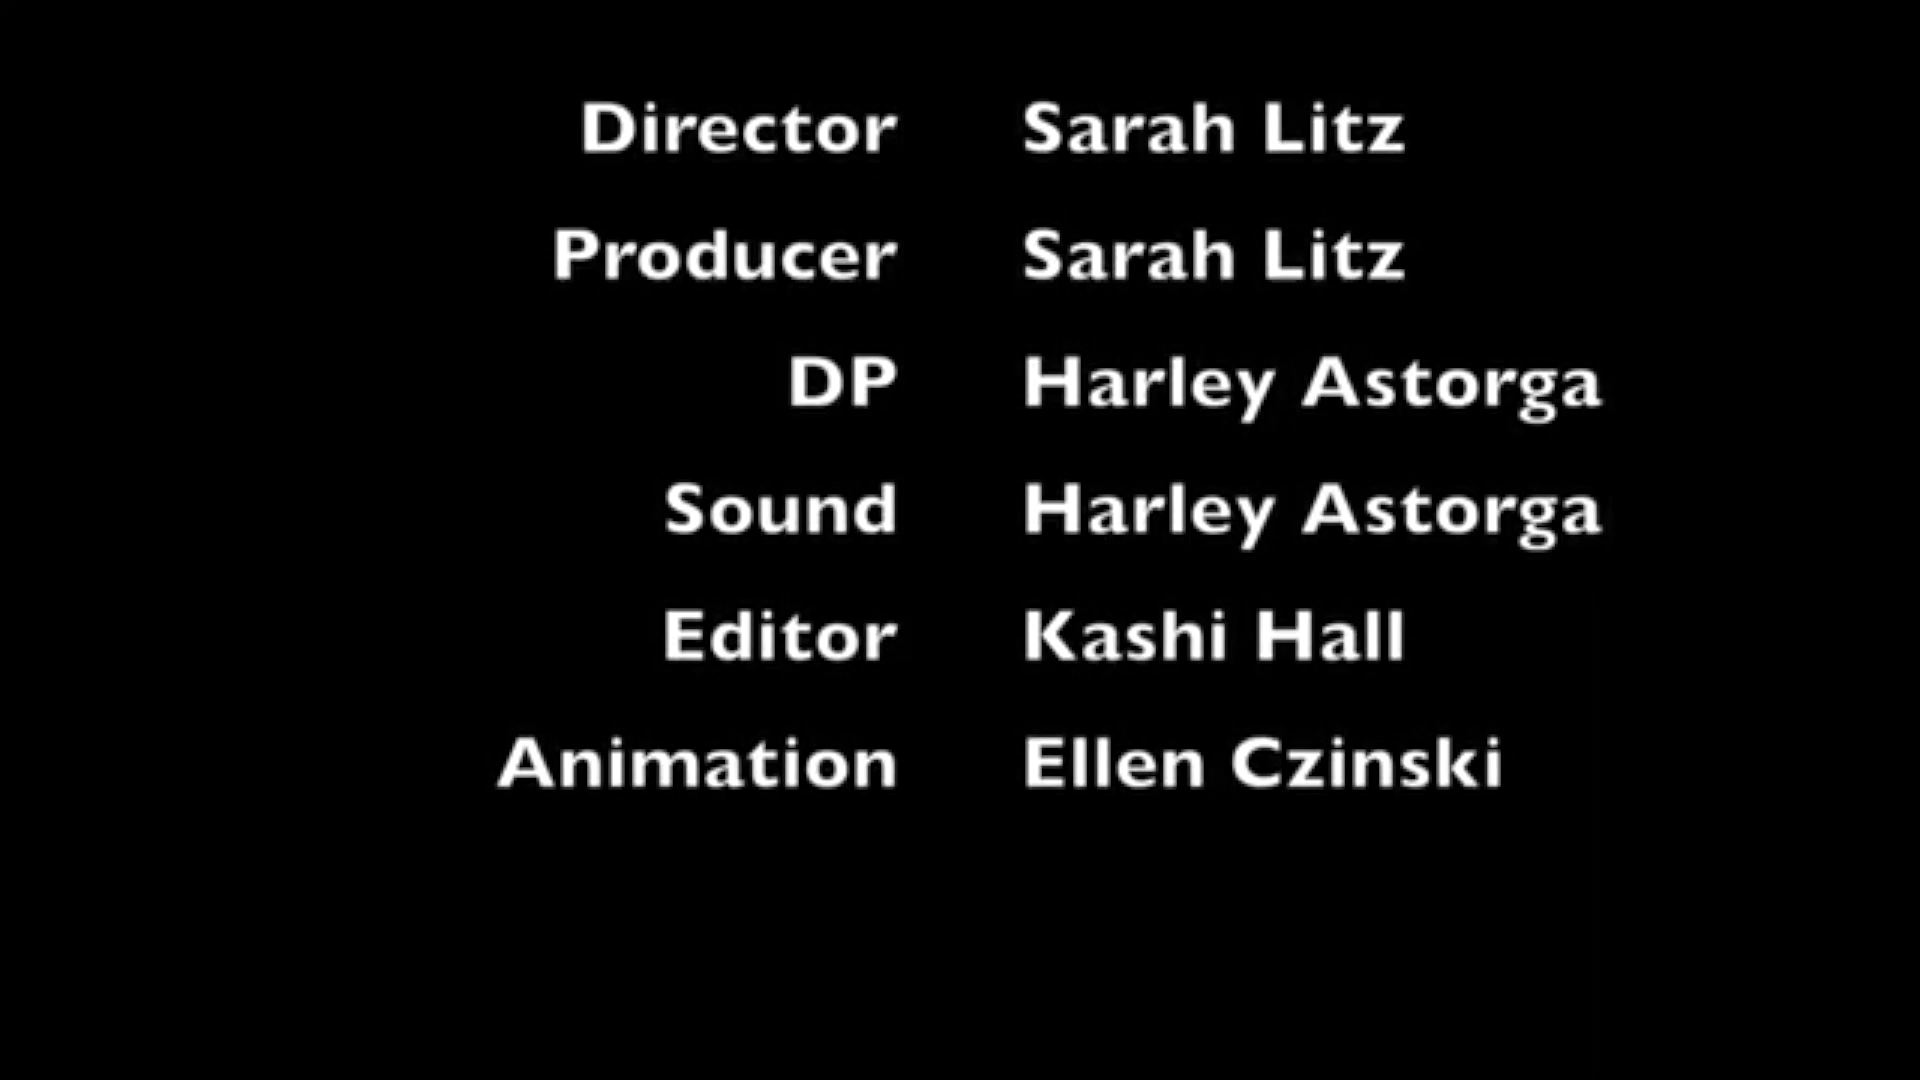 Director Sarah Litz
Producer Sarah Litz
DP Harley Astorga
Sound Harley Astorga
Editor Kashi Hall
Animation Ellen Czinski